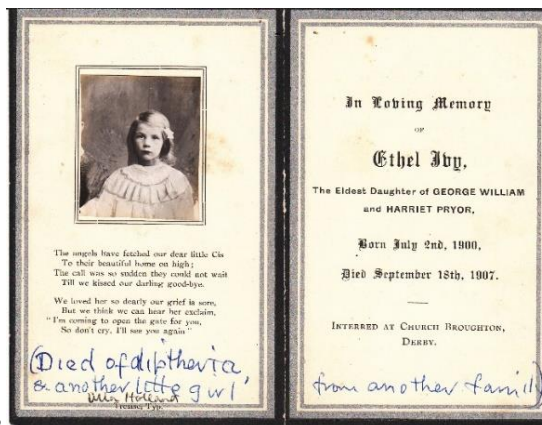 The angels have fetched our dear little Cis
To their beautiful home on high;
The call was so sudden they could not wait
Till we kissed our darling good-bye.
We loved her so dearly our grief is sore,
But we think we can hear her exclaim,
"I'm coming to open the gate for you,
So don't cry, I'll see you again"
(Died of diptheria
& another little girl'
Holland
Trease, Typ.
In Loving Memory
OF
Ethel Ivy,
The Eldest Daughter of GEORGE WILLIAM
and HARRIET PRYOR,
Born July 2nd, 1900,
Died September 18th, 1907.
INTERRED AT CHURCH BROUGHTON,
DERBY.
from another family)